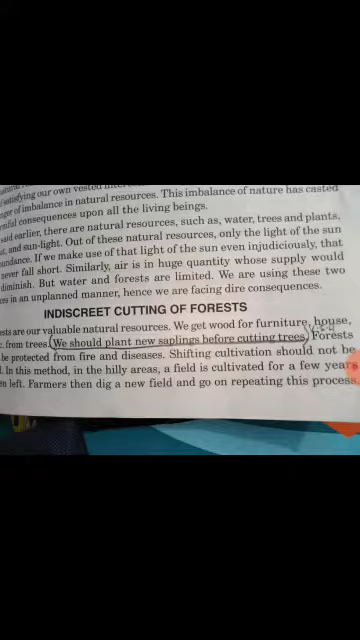 satisfying our own vested
of imbalance in natural resources. This imbalance of nature has casted
consequences upon all the living beings.
said earlier, there are natural resources, such as, water, trees and plants,
and sun-light. Out of these natural resources, only the light of the sun
If we make use of that light of the sun even injudiciously, that
never fall short. Similarly, air is in huge quantity whose supply would
diminish. But water and forests are limited. We are using these two
in an unplanned manner, hence we are facing dire consequences.
INDISCREET CUTTING OF FORESTS
are our valuable natural resources. We get wood for furniture, house,
from trees. We should plant new saplings before cutting trees. Forests
be protected from fire and diseases. Shifting cultivation should not be
In this method, in the hilly areas, a field is cultivated for a few years
left. Farmers then dig a new field and go on repeating this process